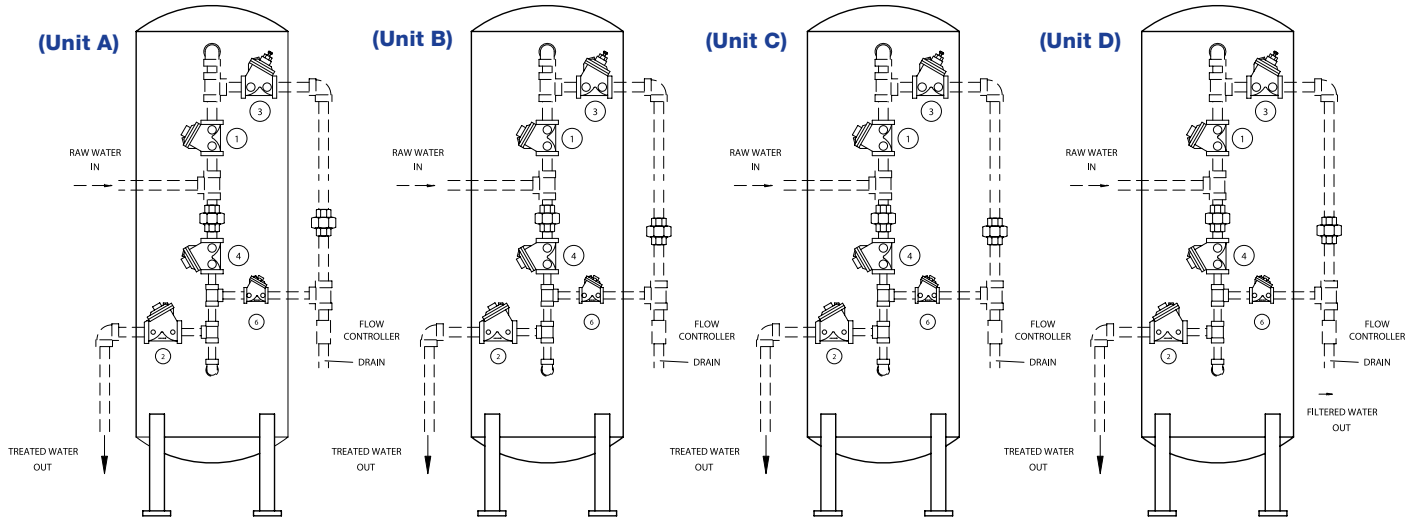 (Unit A)
3
1
RAW WATER
IN
4
6
2
FLOW
CONTROLLER
DRAIN
TREATED WATER
OUT
(Unit B)
3
1
RAW WATER
IN
4
6
2
FLOW
CONTROLLER
DRAIN
TREATED WATER
OUT
(Unit C)
3
1
RAW WATER
IN
4
6
2
FLOW
CONTROLLER
DRAIN
TREATED WATER
OUT
(Unit D)
3
1
RAW WATER
IN
4
6
2
FLOW
CONTROLLER
DRAIN
FILTERED WATER
OUT
TREATED WATER
OUT